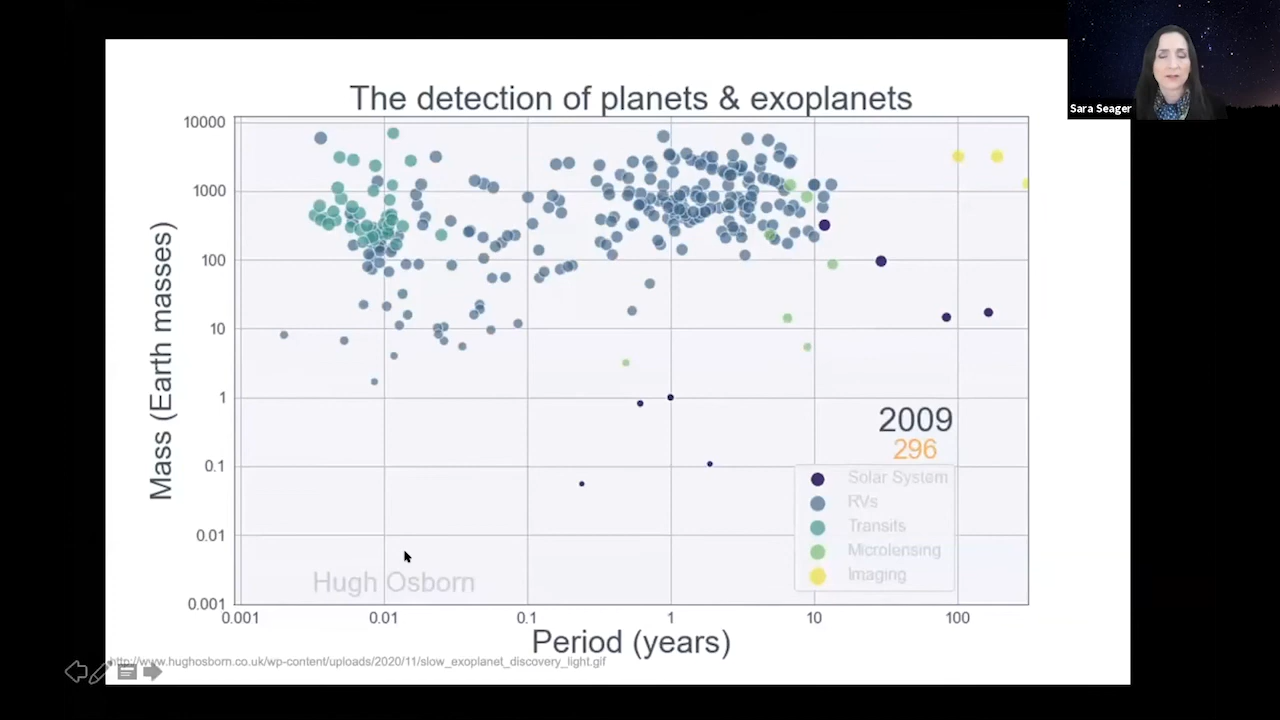 Sara Seager
The detection of planets & exoplanets
10000
1000
100
10
1
0.1
0.01
0.001
Mass (Earth masses)
2009
296
Solar System
RVs
Transits
Microlensing
Imaging
Hugh Osborn
0.001 0.01 0.1 1 10 100
Period (years)
http://www.hughosborn.co.uk/wp-content/uploads/2020/11/slow_exoplanet_discovery_light.gif